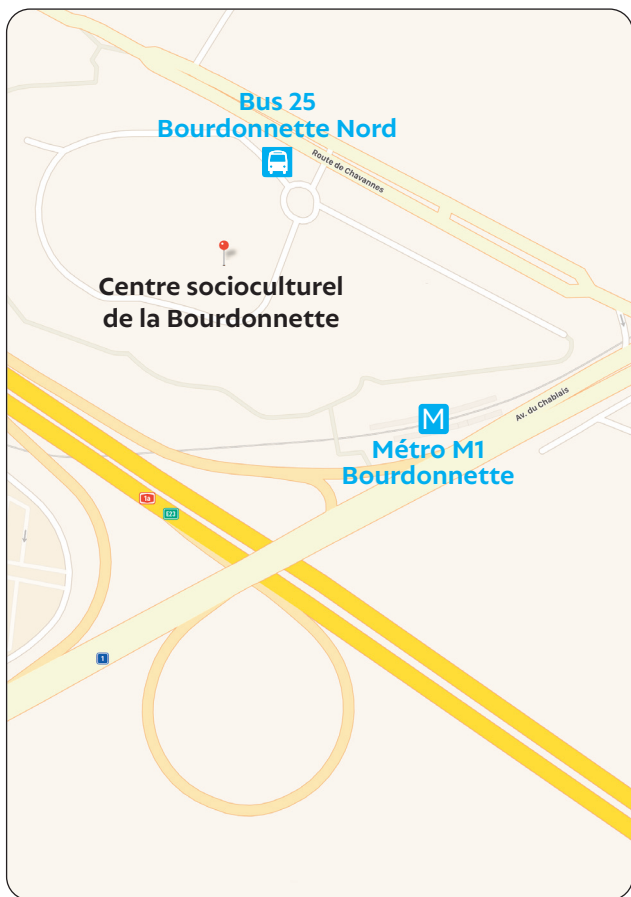 Bus 25
Bourdonnette Nord
Route de Chavannes
Centre socioculturel
de la Bourdonnette
Av. du Chablais
M
Métro M1
Bourdonnette
1a
E23
1